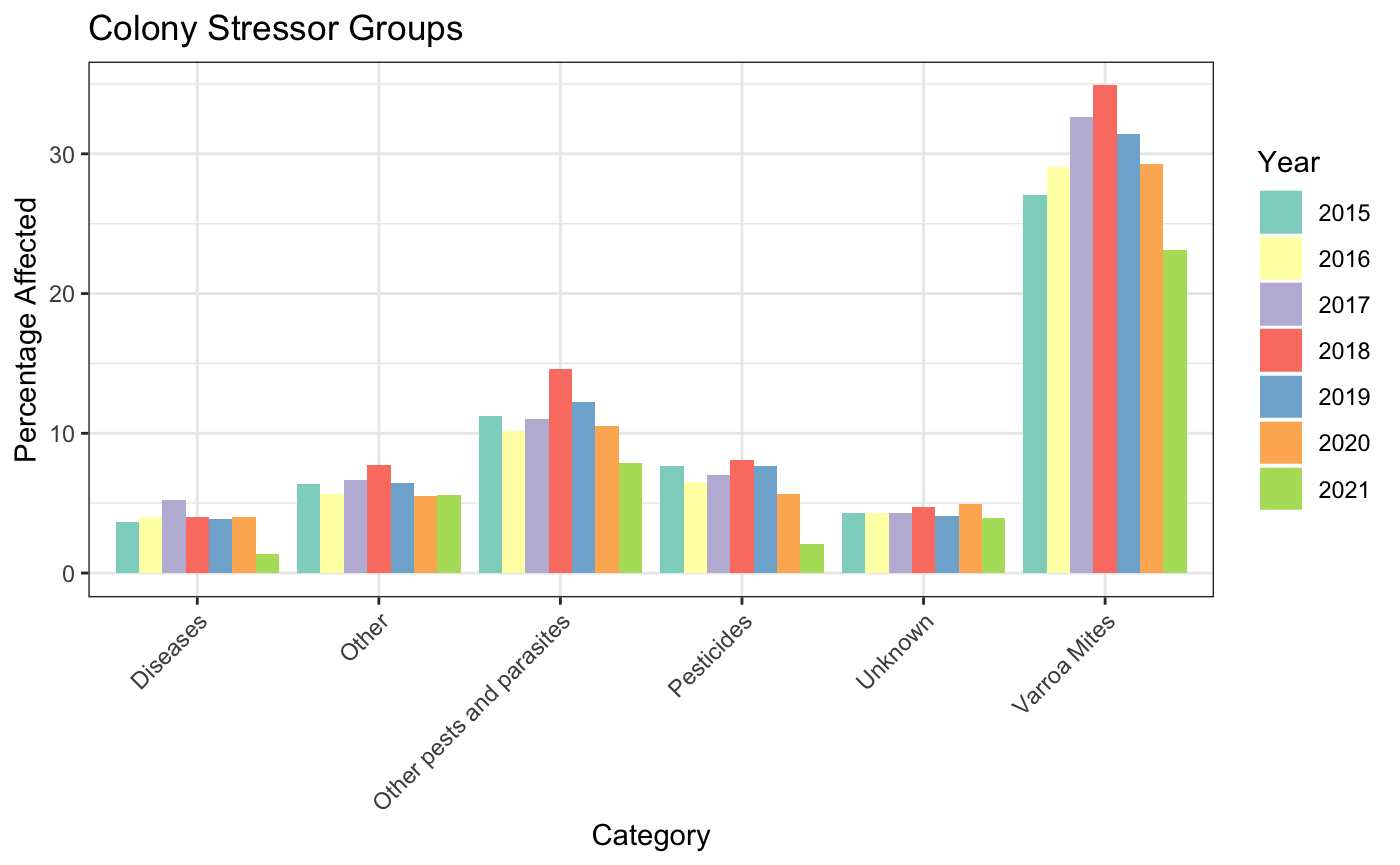 Colony Stressor Groups
Percentage Affected
30
20
10
0
Diseases
Other
Other pests and parasites
Pesticides
Unknown
Varroa Mites
Category
Year
2015
2016
2017
2018
2019
2020
2021